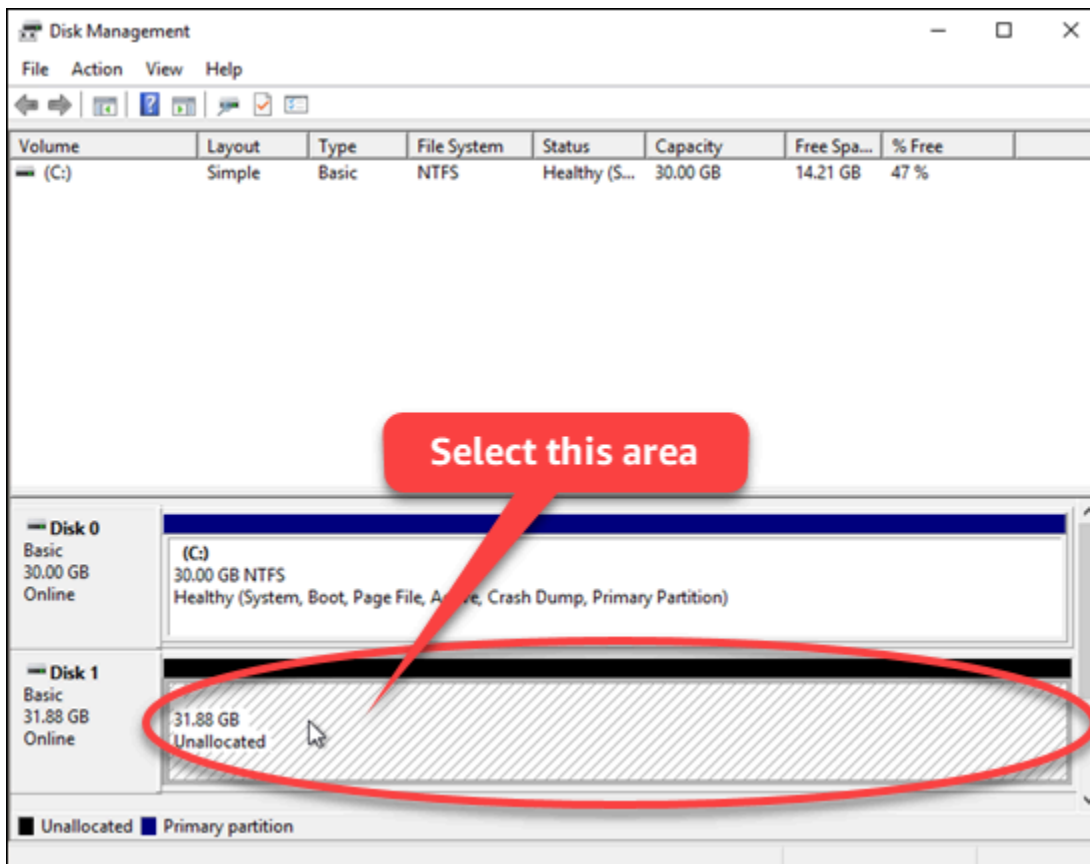 Disk Management
File Action View Help
Volume Layout Type File System Status Capacity Free Spa... % Free
(C:) Simple Basic NTFS Healthy (S... 30.00 GB 14.21 GB 47 %
Select this area
Disk 0
Basic
30.00 GB
Online
(C:)
30.00 GB NTFS
Healthy (System, Boot, Page File, Crash Dump, Primary Partition)
Disk 1
Basic
31.88 GB
Online
31.88 GB
Unallocated
Unallocated Primary partition